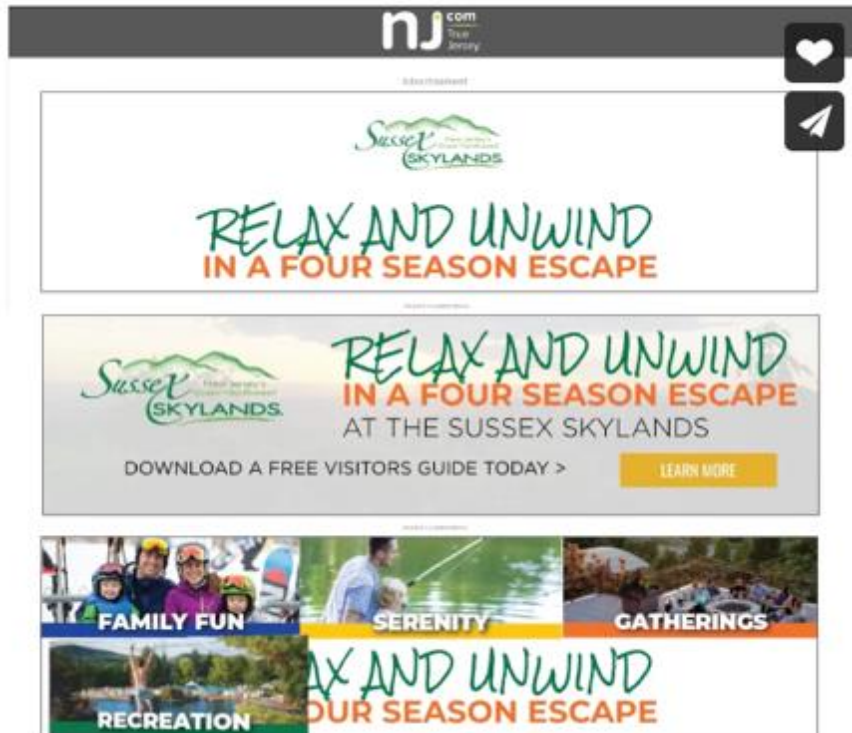 nj com
True
Jersey
Advertisement
Sussex
SKYLANDS
RELAX AND UNWIND
IN A FOUR SEASON ESCAPE
Sussex
SKYLANDS.
RELAX AND UNWIND
IN A FOUR SEASON ESCAPE
AT THE SUSSEX SKYLANDS
DOWNLOAD A FREE VISITORS GUIDE TODAY >
LEARN MORE
FAMILY FUN
SERENITY
GATHERINGS
RECREATION
AX AND UNWIND
OUR SEASON ESCAPE